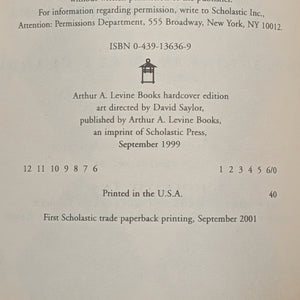 For information regarding permission, write to Scholastic Inc.,
Attention: Permissions Department, 555 Broadway, New York, NY 10012.
ISBN 0-439-13636-9
Arthur A. Levine Books hardcover edition
art directed by David Saylor,
published by Arthur A. Levine Books,
an imprint of Scholastic Press,
September 1999
12 11 10 9 8 7 6 1 2 3 4 5 6/0
Printed in the U.S.A. 40
First Scholastic trade paperback printing, September 2001